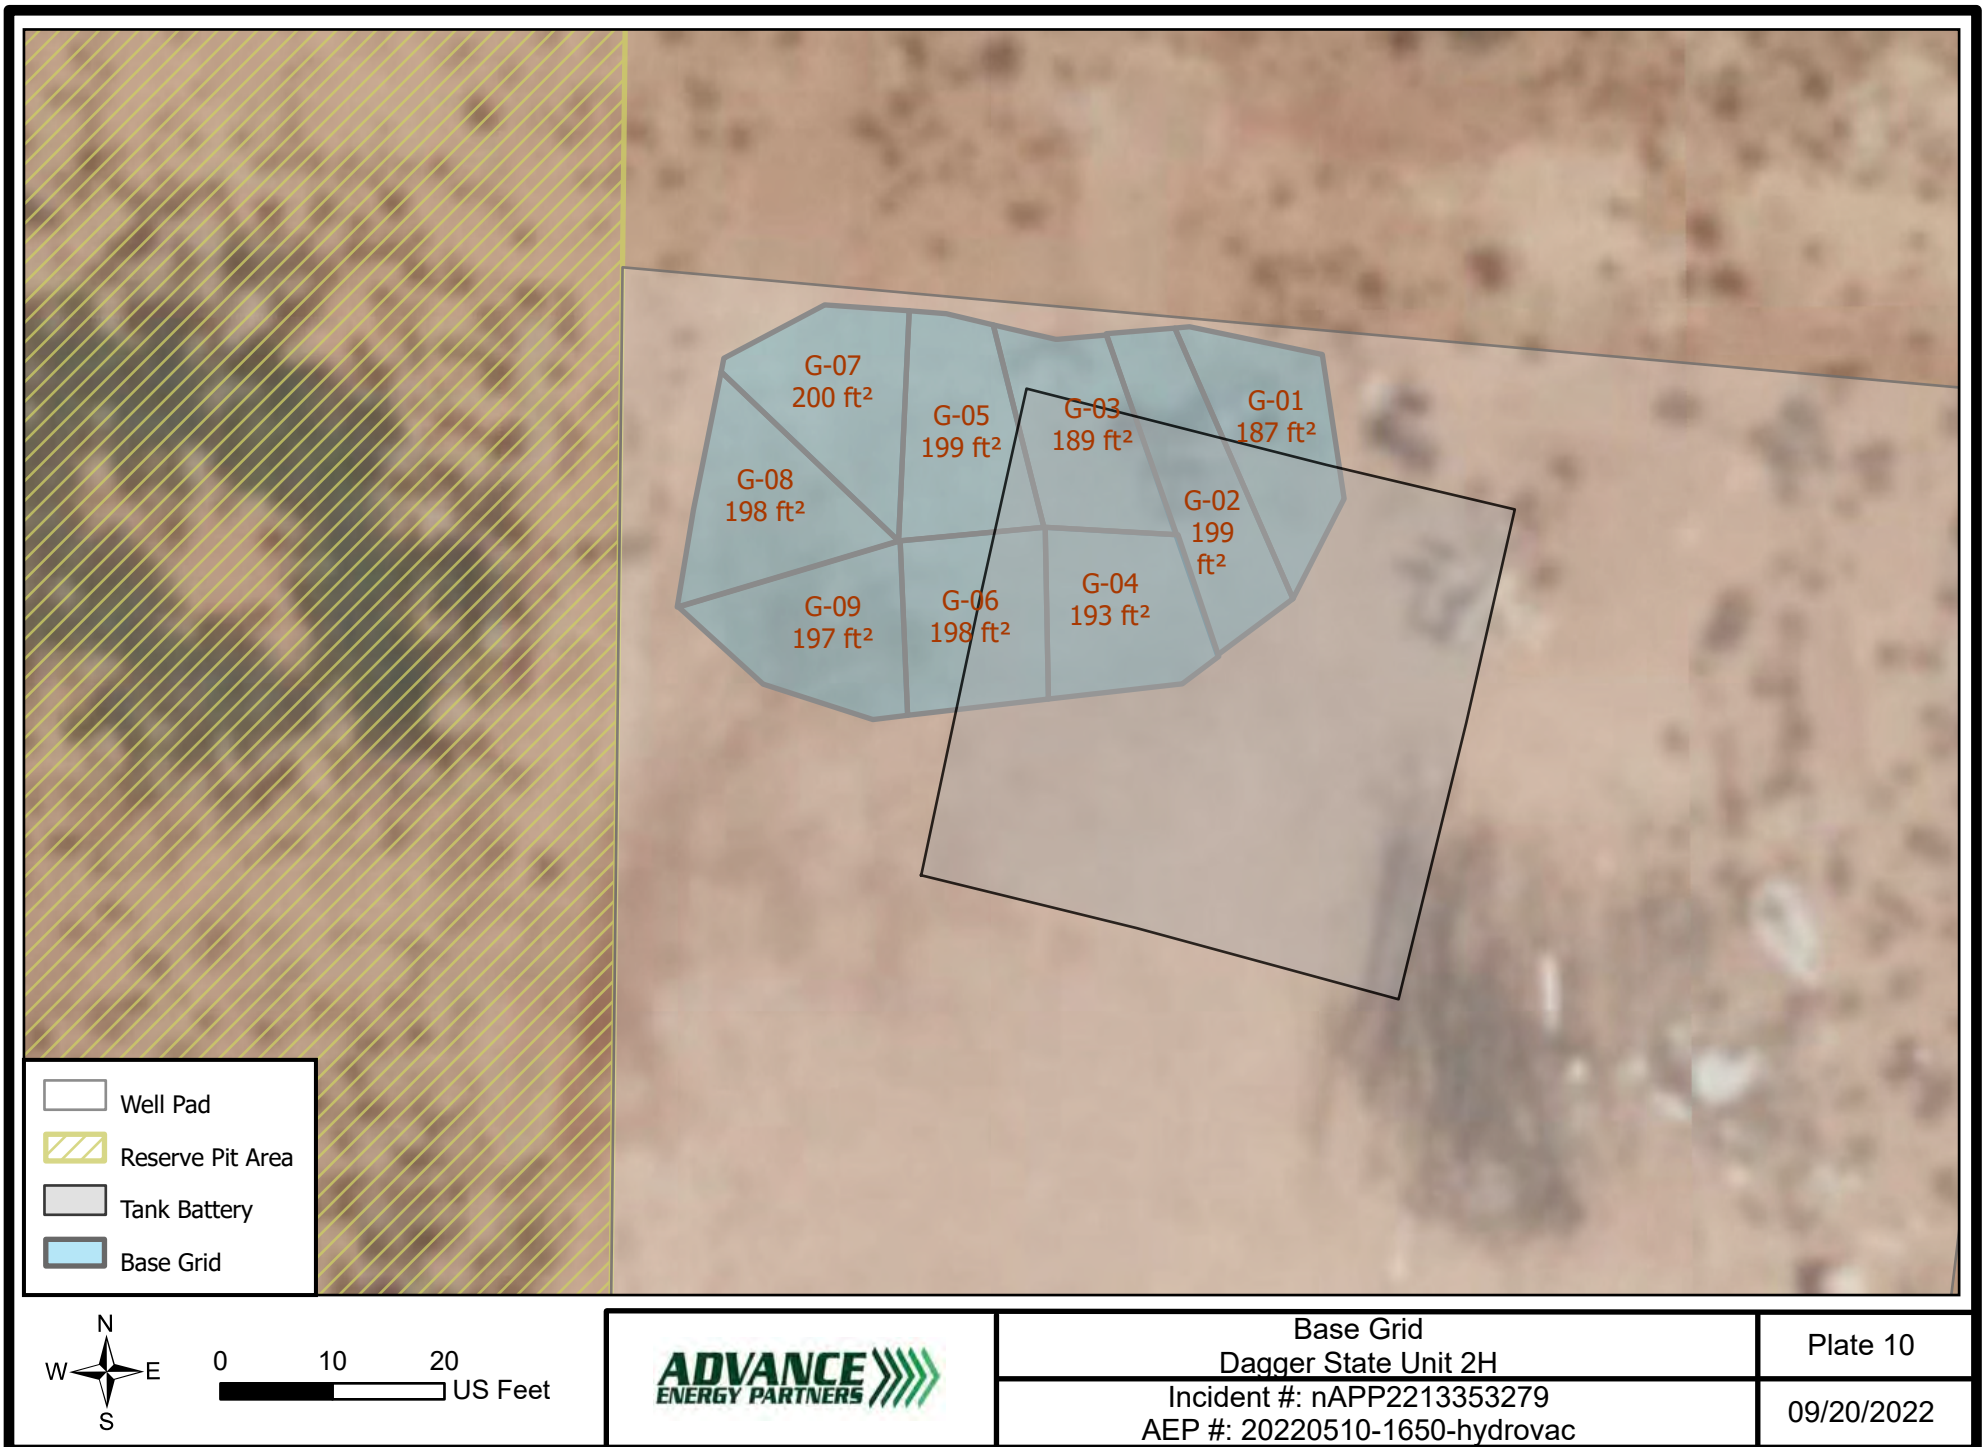 G-07
200 ft²
G-05
199 ft²
G-03
189 ft²
G-01
187 ft²
G-08
198 ft²
G-02
199
ft²
G-09
197 ft²
G-06
198 ft²
G-04
193 ft²
Well Pad
Reserve Pit Area
Tank Battery
Base Grid
N
W E
S
0 10 20
US Feet
ADVANCE
ENERGY PARTNERS
Base Grid
Dagger State Unit 2H
Incident #: nAPP2213353279
AEP #: 20220510-1650-hydrovac
Plate 10
09/20/2022